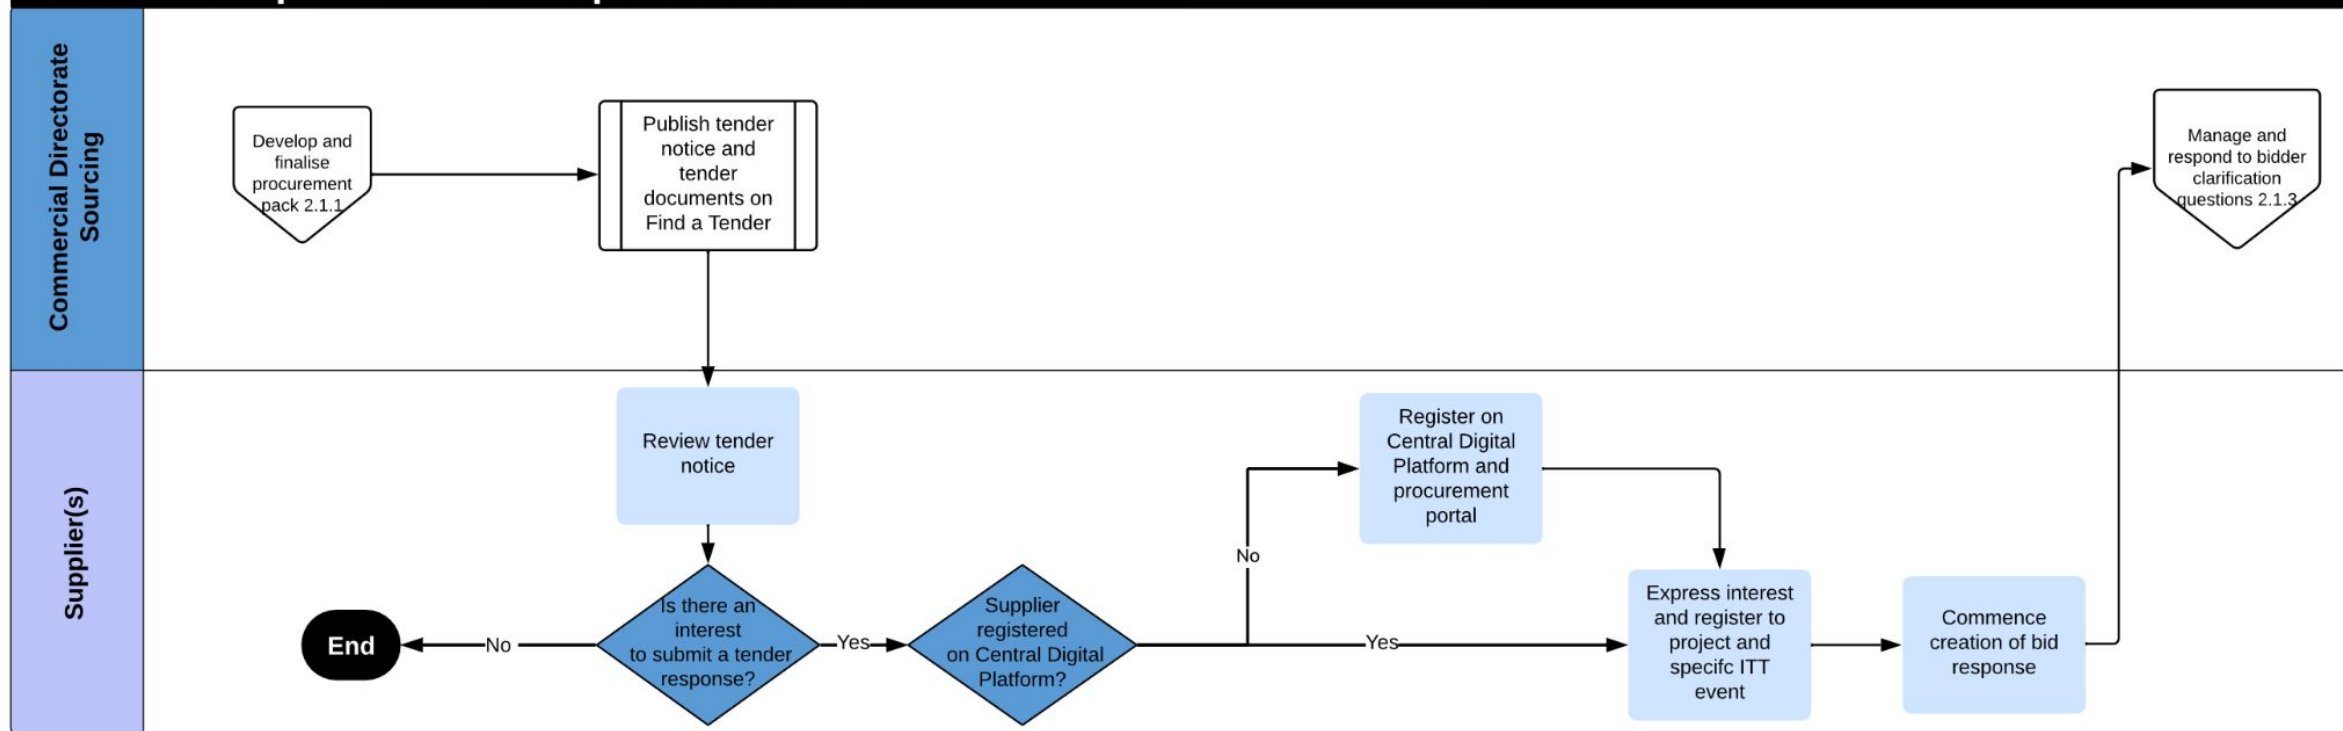 Commercial Directorate
Sourcing
Develop and
finalise
procurement
pack 2.1.1
Publish tender
notice and
tender
documents on
Find a Tender
Manage and
respond to bidder
clarification
questions 2.1.3
Supplier(s)
Review tender
notice
Is there an
interest
to submit a tender
response?
No
End
Yes
Supplier
registered
on Central Digital
Platform?
No
Register on
Central Digital
Platform and
procurement
portal
Yes
Express interest
and register to
project and
specifc ITT
event
Commence
creation of bid
response